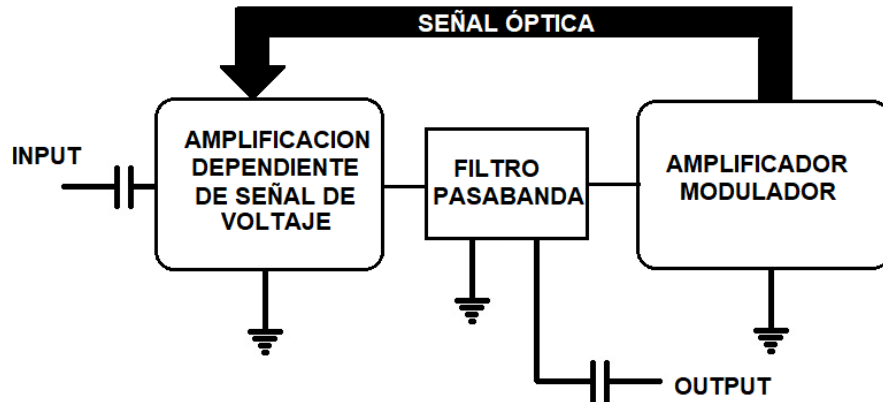 SEÑAL ÓPTICA
INPUT
AMPLIFICACION
DEPENDIENTE
DE SEÑAL DE
VOLTAJE
FILTRO
PASABANDA
AMPLIFICADOR
MODULADOR
OUTPUT